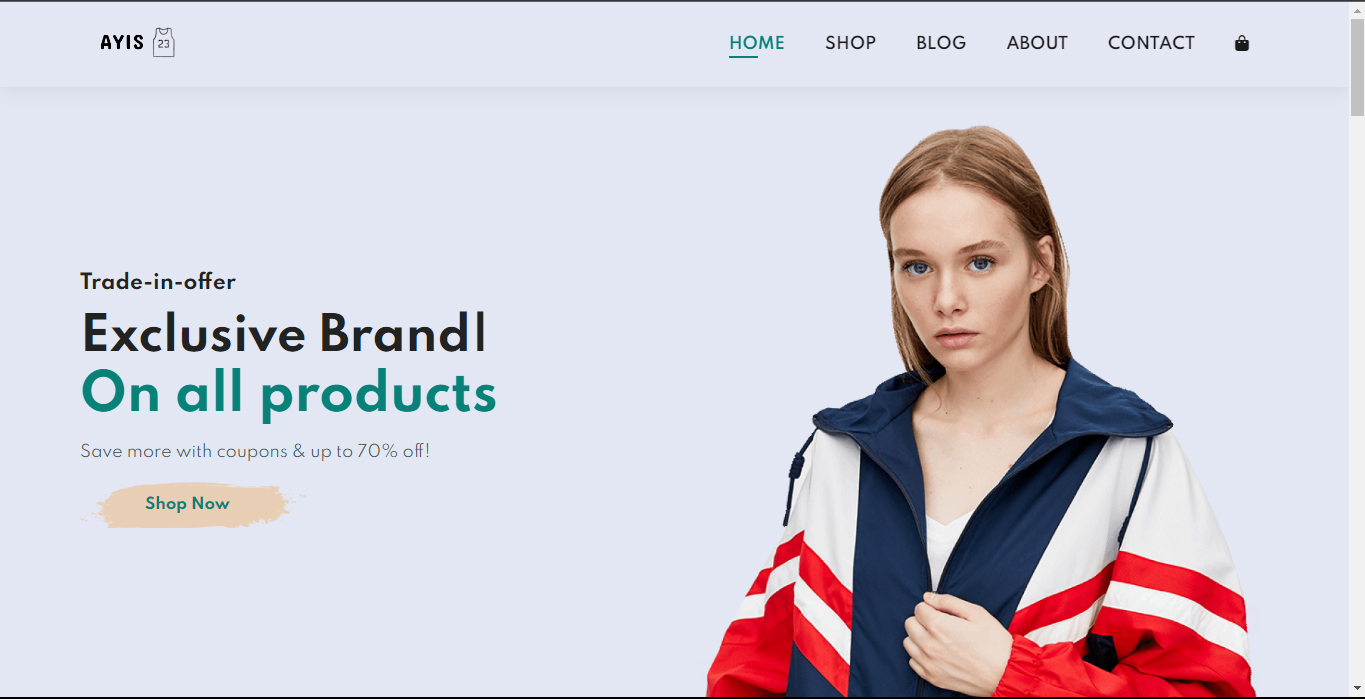 AYIS 23
HOME SHOP BLOG ABOUT CONTACT
Trade-in-offer
Exclusive Brandl
On all products
Save more with coupons & up to 70% off!
Shop Now